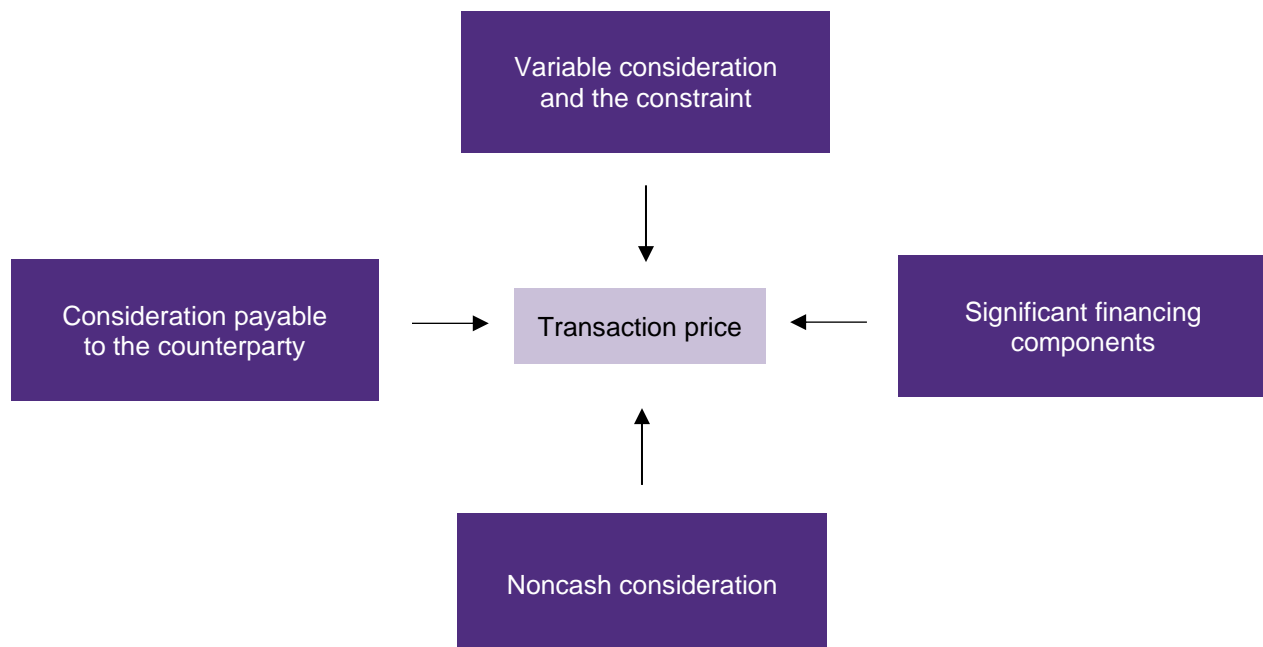 Variable consideration
and the constraint
Consideration payable
to the counterparty
Transaction price
Significant financing
components
Noncash consideration